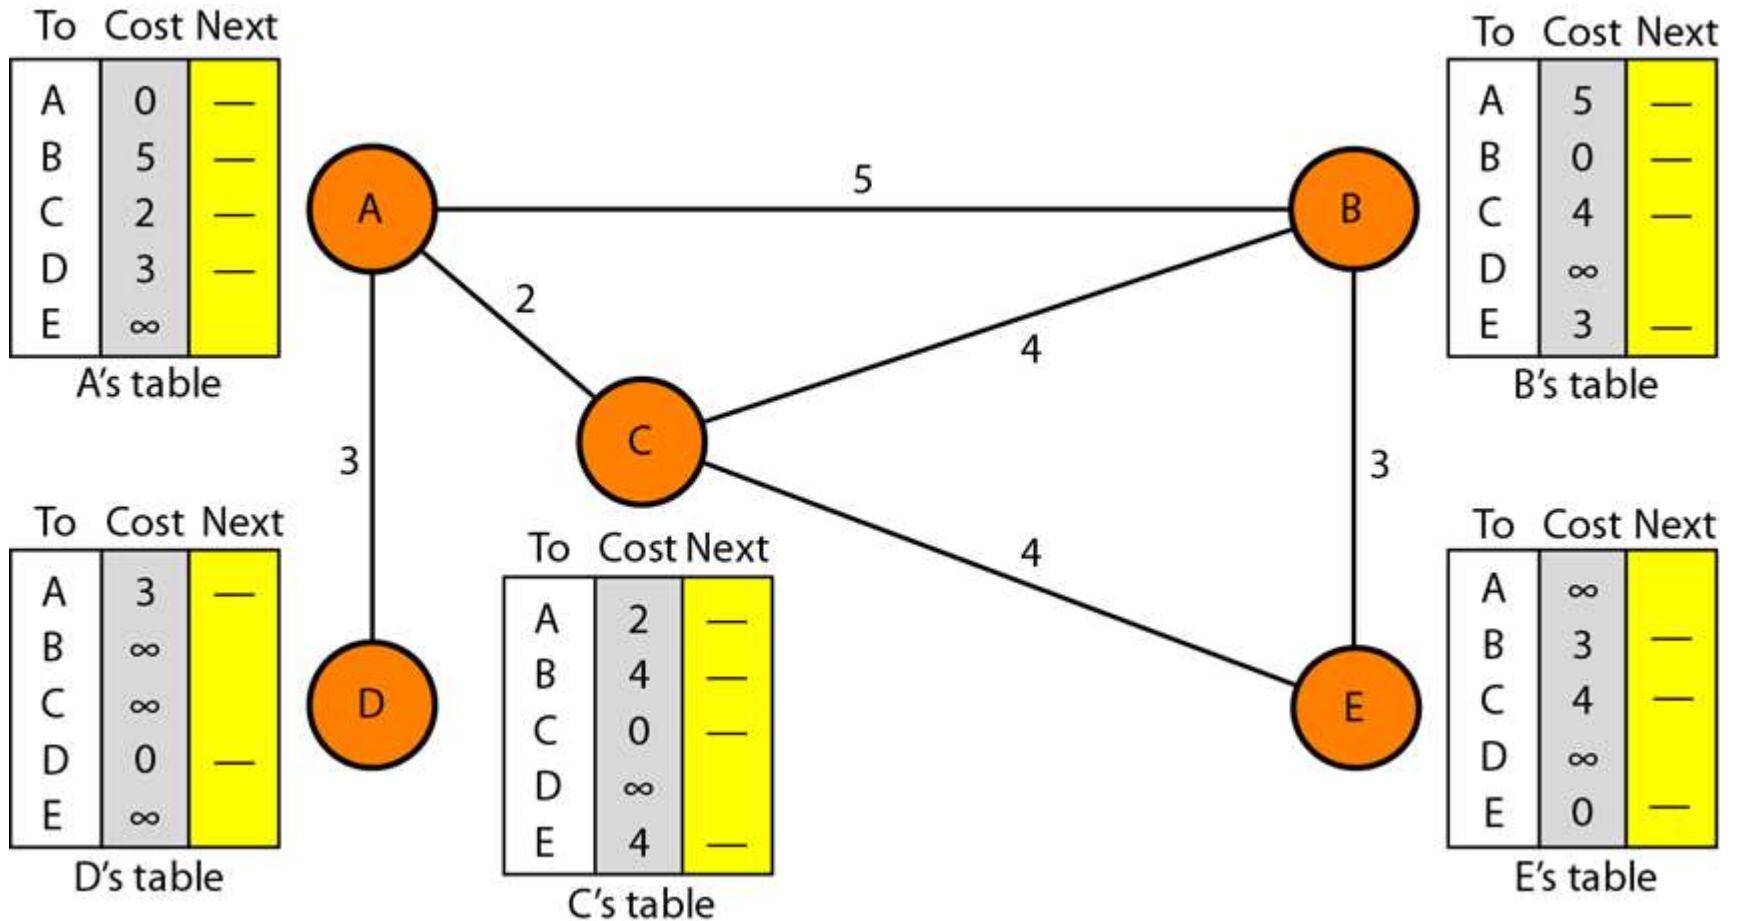 To Cost Next
A 0 —
B 5 —
C 2 —
D 3 —
E ∞
A's table
To Cost Next
A 5 —
B 0 —
C 4 —
D ∞
E 3 —
B's table
A
5
B
2
4
C
3
3
4
D
E
To Cost Next
A 3 —
B ∞
C ∞
D 0 —
E ∞
D's table
To Cost Next
A 2 —
B 4 —
C 0 —
D ∞
E 4 —
C's table
To Cost Next
A ∞
B 3 —
C 4 —
D ∞
E 0 —
E's table